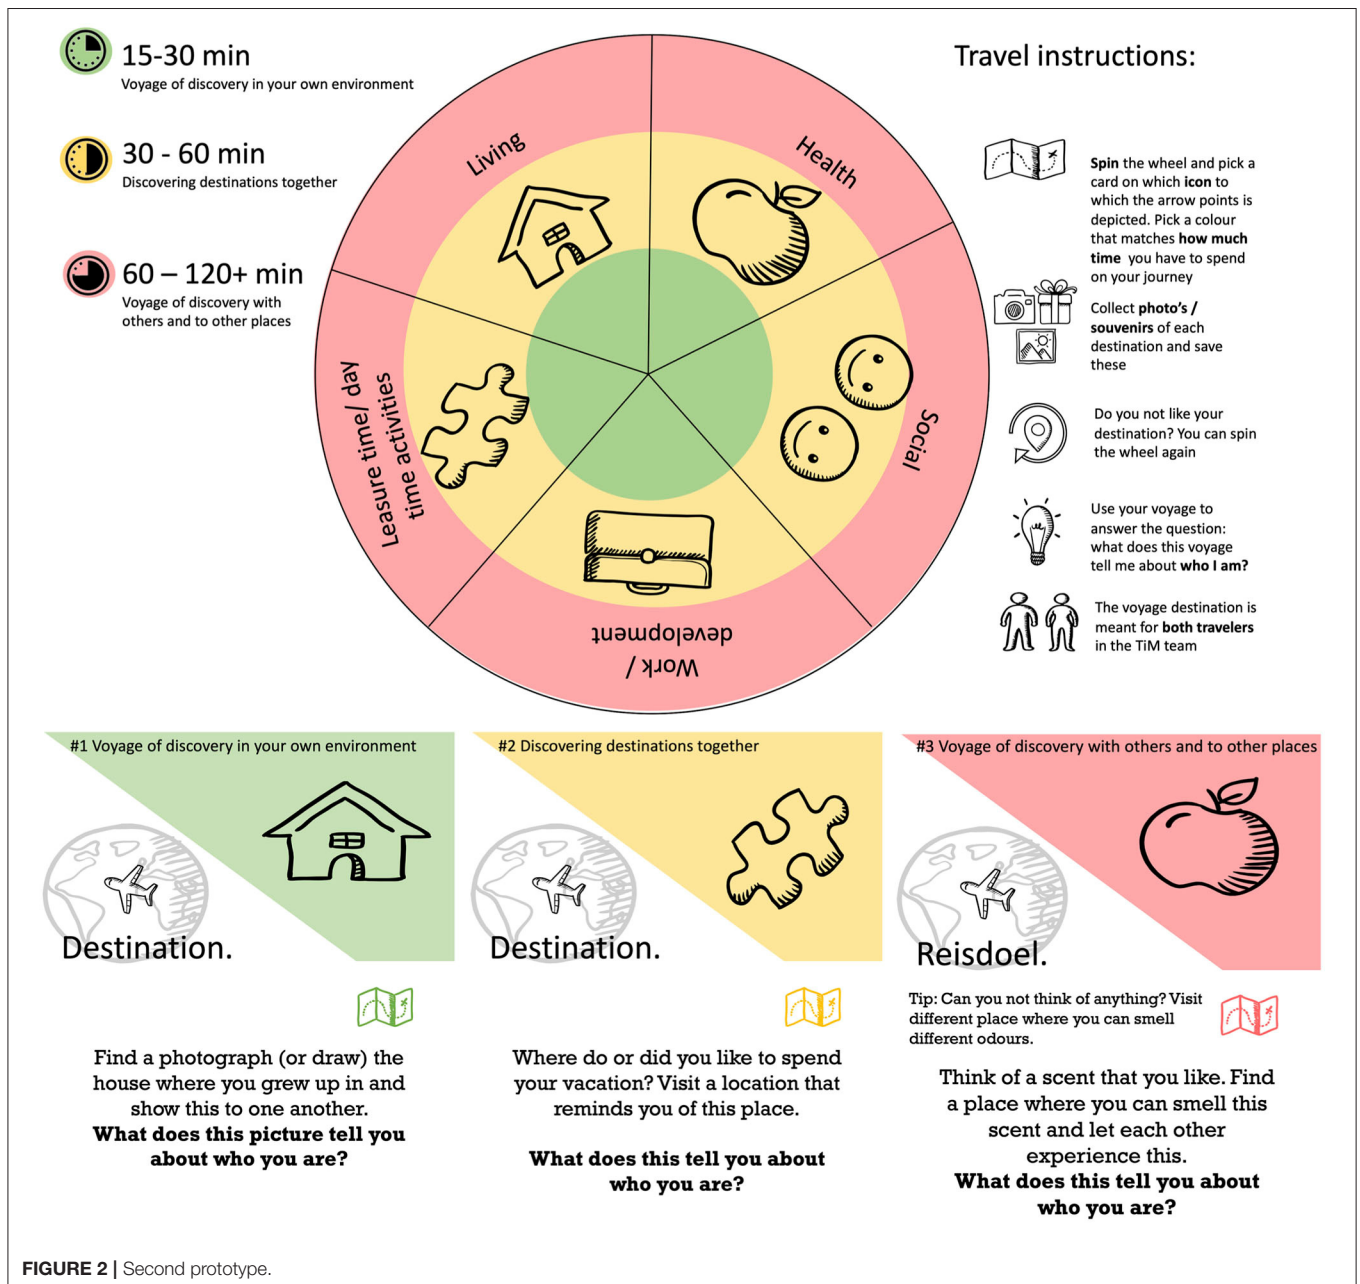 15-30 min
Voyage of discovery in your own environment
30 - 60 min
Discovering destinations together
60 – 120+ min
Voyage of discovery with
others and to other places
Living
Health
Social
Work /
development
Leasure time/ day
time activities
Travel instructions:
Spin the wheel and pick a
card on which icon to
which the arrow points is
depicted. Pick a colour
that matches how much
time you have to spend
on your journey
Collect photo's /
souvenirs of each
destination and save
these
Do you not like your
destination? You can spin
the wheel again
Use your voyage to
answer the question:
what does this voyage
tell me about who I am?
The voyage destination is
meant for both travelers
in the TiM team
#1 Voyage of discovery in your own environment
Destination.
Find a photograph (or draw) the
house where you grew up in and
show this to one another.
What does this picture tell you
about who you are?
#2 Discovering destinations together
Destination.
Where do or did you like to spend
your vacation? Visit a location that
reminds you of this place.
What does this tell you about
who you are?
#3 Voyage of discovery with others and to other places
Reisdoel.
Tip: Can you not think of anything? Visit
different place where you can smell
different odours.
Think of a scent that you like. Find
a place where you can smell this
scent and let each other
experience this.
What does this tell you about
who you are?
FIGURE 2 | Second prototype.